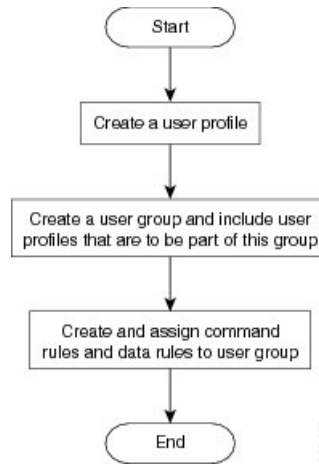 Start
Create a user profile
Create a user group and include user
profiles that are to be part of this group
Create and assign command
rules and data rules to user group
End